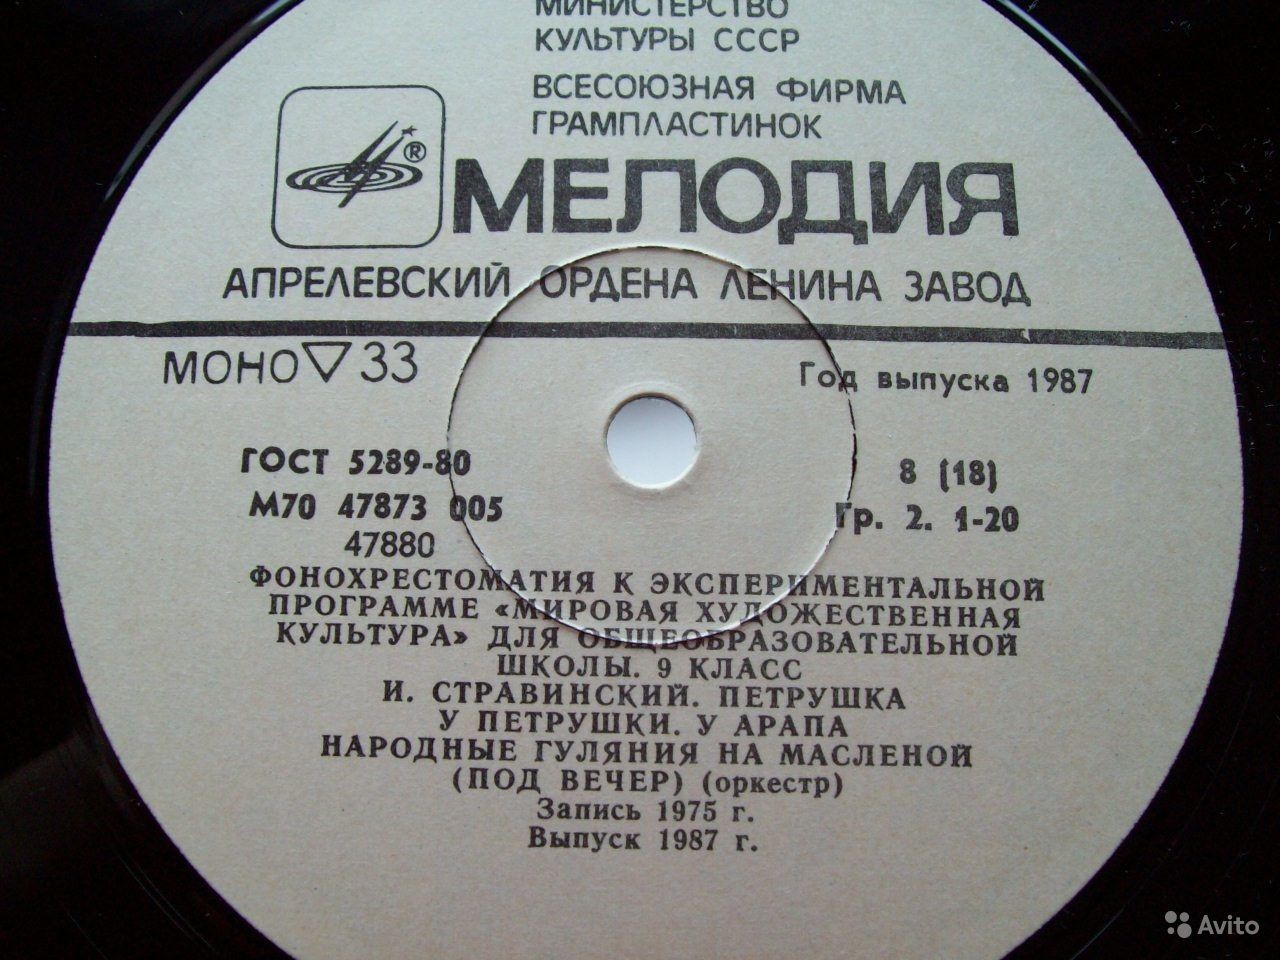 МИНИСТЕРСТВО
КУЛЬТУРЫ СССР
ВСЕСОЮЗНАЯ ФИРМА
ГРАМПЛАСТИНОК
®
МЕЛОДИЯ
АПРЕЛЕВСКИЙ ОРДЕНА ЛЕНИНА ЗАВОД
МОНО ▽ 33
Год выпуска 1987
ГОСТ 5289-80
8 (18)
М70 47873 005
Гр. 2. 1-20
47880
ФОНОХРЕСТОМАТИЯ К ЭКСПЕРИМЕНТАЛЬНОЙ
ПРОГРАММЕ «МИРОВАЯ ХУДОЖЕСТВЕННАЯ
КУЛЬТУРА» ДЛЯ ОБЩЕОБРАЗОВАТЕЛЬНОЙ
ШКОЛЫ. 9 КЛАСС
И. СТРАВИНСКИЙ. ПЕТРУШКА
У ПЕТРУШКИ. У АРАПА
НАРОДНЫЕ ГУЛЯНИЯ НА МАСЛЕНОЙ
(ПОД ВЕЧЕР) (оркестр)
Запись 1975 г.
Выпуск 1987 г.
Avito